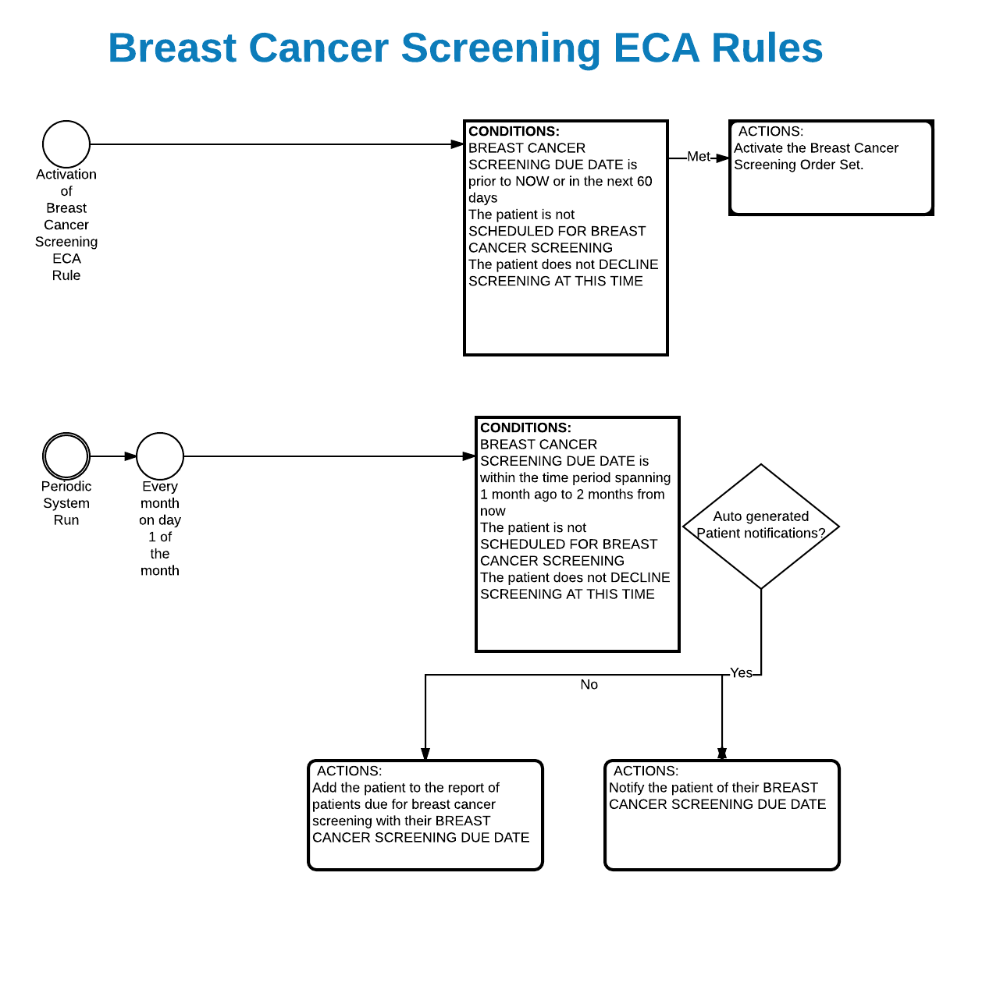 Breast Cancer Screening ECA Rules
Activation
of
Breast
Cancer
Screening
ECA
Rule
CONDITIONS:
BREAST CANCER
SCREENING DUE DATE is
prior to NOW or in the next 60
days
The patient is not
SCHEDULED FOR BREAST
CANCER SCREENING
The patient does not DECLINE
SCREENING AT THIS TIME
Met
ACTIONS:
Activate the Breast Cancer
Screening Order Set.
Periodic
System
Run
Every
month
on day
1 of
the
month
CONDITIONS:
BREAST CANCER
SCREENING DUE DATE is
within the time period spanning
1 month ago to 2 months from
now
The patient is not
SCHEDULED FOR BREAST
CANCER SCREENING
The patient does not DECLINE
SCREENING AT THIS TIME
Auto generated
Patient notifications?
Yes
No
ACTIONS:
Add the patient to the report of
patients due for breast cancer
screening with their BREAST
CANCER SCREENING DUE DATE
ACTIONS:
Notify the patient of their BREAST
CANCER SCREENING DUE DATE